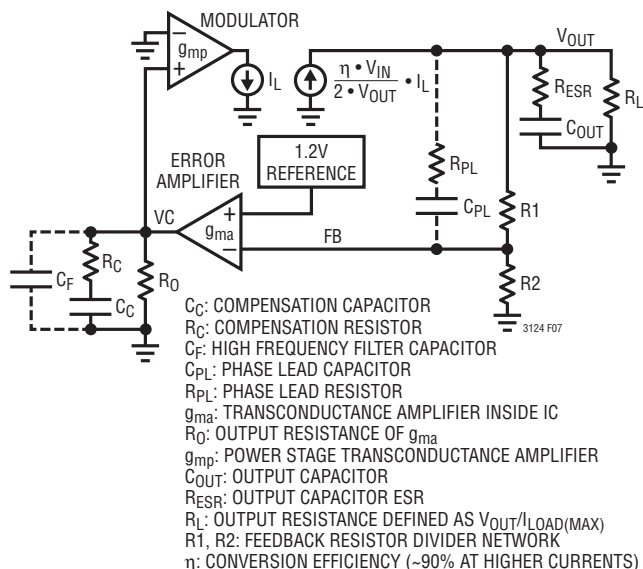 MODULATOR
−
g_mp
+
I_L
η • V_IN
2 • V_OUT
• I_L
V_OUT
R_ESR
R_L
C_OUT
1.2V
REFERENCE
R_PL
C_PL
ERROR
AMPLIFIER
VC
g_ma
+
−
FB
R1
R2
C_F
R_C
C_C
R_O
3124 F07
C_C: COMPENSATION CAPACITOR
R_C: COMPENSATION RESISTOR
C_F: HIGH FREQUENCY FILTER CAPACITOR
C_PL: PHASE LEAD CAPACITOR
R_PL: PHASE LEAD RESISTOR
g_ma: TRANSCONDUCTANCE AMPLIFIER INSIDE IC
R_O: OUTPUT RESISTANCE OF g_ma
g_mp: POWER STAGE TRANSCONDUCTANCE AMPLIFIER
C_OUT: OUTPUT CAPACITOR
R_ESR: OUTPUT CAPACITOR ESR
R_L: OUTPUT RESISTANCE DEFINED AS V_OUT/I_LOAD(MAX)
R1, R2: FEEDBACK RESISTOR DIVIDER NETWORK
η: CONVERSION EFFICIENCY (~90% AT HIGHER CURRENTS)